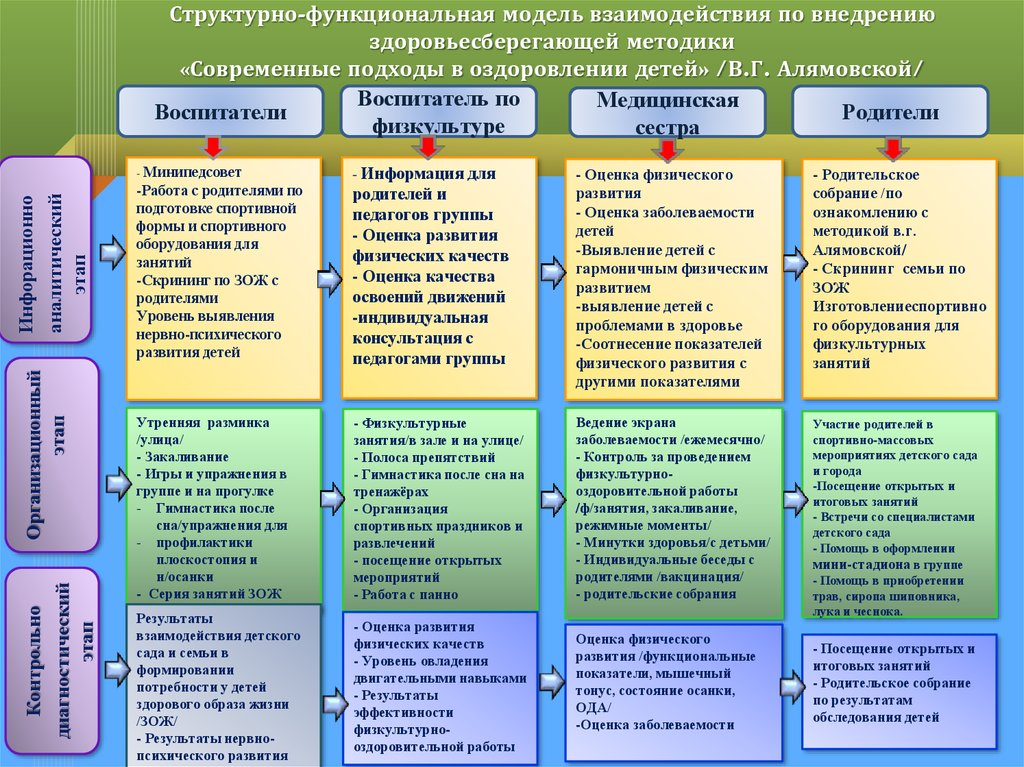 Структурно-функциональная модель взаимодействия по внедрению
здоровьесберегающей методики
«Современные подходы в оздоровлении детей» /В.Г. Алямовской/
Воспитатели
Воспитатель по
физкультуре
Медицинская
сестра
Родители
Инфорационно
аналитический
этап
- Минипедсовет
-Работа с родителями по
подготовке спортивной
формы и спортивного
оборудования для
занятий
-Скрининг по ЗОЖ с
родителями
Уровень выявления
нервно-психического
развития детей
- Информация для
родителей и
педагогов группы
- Оценка развития
физических качеств
- Оценка качества
освоений движений
-индивидуальная
консультация с
педагогами группы
- Оценка физического
развития
- Оценка заболеваемости
детей
-Выявление детей с
гармоничным физическим
развитием
-выявление детей с
проблемами в здоровье
-Соотнесение показателей
физического развития с
другими показателями
- Родительское
собрание /по
ознакомлению с
методикой в.г.
Алямовской/
- Скрининг семьи по
ЗОЖ
Изготовлениеспортивно
го оборудования для
физкультурных
занятий
Организационный
этап
Утренняя разминка
/улица/
- Закаливание
- Игры и упражнения в
группе и на прогулке
- Гимнастика после
сна/упражнения для
- профилактики
плоскостопия и
н/осанки
- Серия занятий ЗОЖ
- Физкультурные
занятия/в зале и на улице/
- Полоса препятствий
- Гимнастика после сна на
тренажёрах
- Организация
спортивных праздников и
развлечений
- посещение открытых
мероприятий
- Работа с панно
Ведение экрана
заболеваемости /ежемесячно/
- Контроль за проведением
физкультурно-
оздоровительной работы
/ф/занятия, закаливание,
режимные моменты/
- Минутки здоровья/с детьми/
- Индивидуальные беседы с
родителями /вакцинация/
- родительские собрания
Участие родителей в
спортивно-массовых
мероприятиях детского сада
и города
-Посещение открытых и
итоговых занятий
- Встречи со специалистами
детского сада
- Помощь в оформлении
мини-стадиона в группе
- Помощь в приобретении
трав, сиропа шиповника,
лука и чеснока.
Контрольно
диагностический
этап
Результаты
взаимодействия детского
сада и семьи в
формировании
потребности у детей
здорового образа жизни
/ЗОЖ/
- Результаты нервно-
психического развития
- Оценка развития
физических качеств
- Уровень овладения
двигательными навыками
- Результаты
эффективности
физкультурно-
оздоровительной работы
Оценка физического
развития /функциональные
показатели, мышечный
тонус, состояние осанки,
ОДА/
-Оценка заболеваемости
- Посещение открытых и
итоговых занятий
- Родительское собрание
по результатам
обследования детей